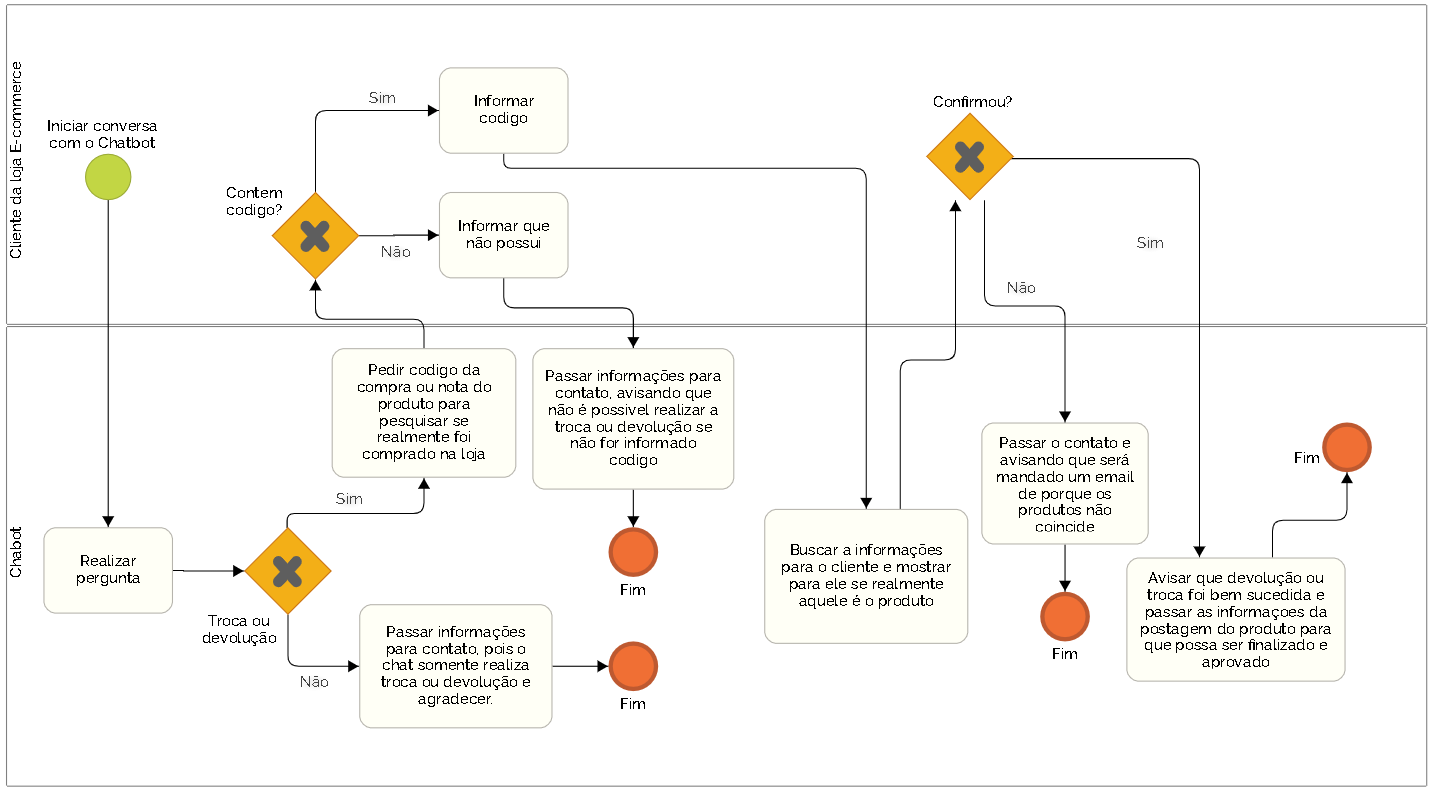 Cliente da loja E-commerce
Iniciar conversa
com o Chatbot
Contem
codigo?
Sim
Informar
codigo
Não
Informar que
não possui
Confirmou?
Sim
Não
Chabot
Realizar
pergunta
Troca ou
devolução
Sim
Pedir codigo da
compra ou nota do
produto para
pesquisar se
realmente foi
comprado na loja
Não
Passar informações
para contato, pois o
chat somente realiza
troca ou devolução e
agradecer.
Fim
Passar informações para
contato, avisando que
não é possivel realizar a
troca ou devolução se
não for informado
codigo
Fim
Buscar a informações
para o cliente e mostrar
para ele se realmente
aquele é o produto
Passar o contato e
avisando que será
mandado um email
de porque os
produtos não
coincide
Fim
Avisar que devolução ou
troca foi bem sucedida e
passar as informaçoes da
postagem do produto para
que possa ser finalizado e
aprovado
Fim